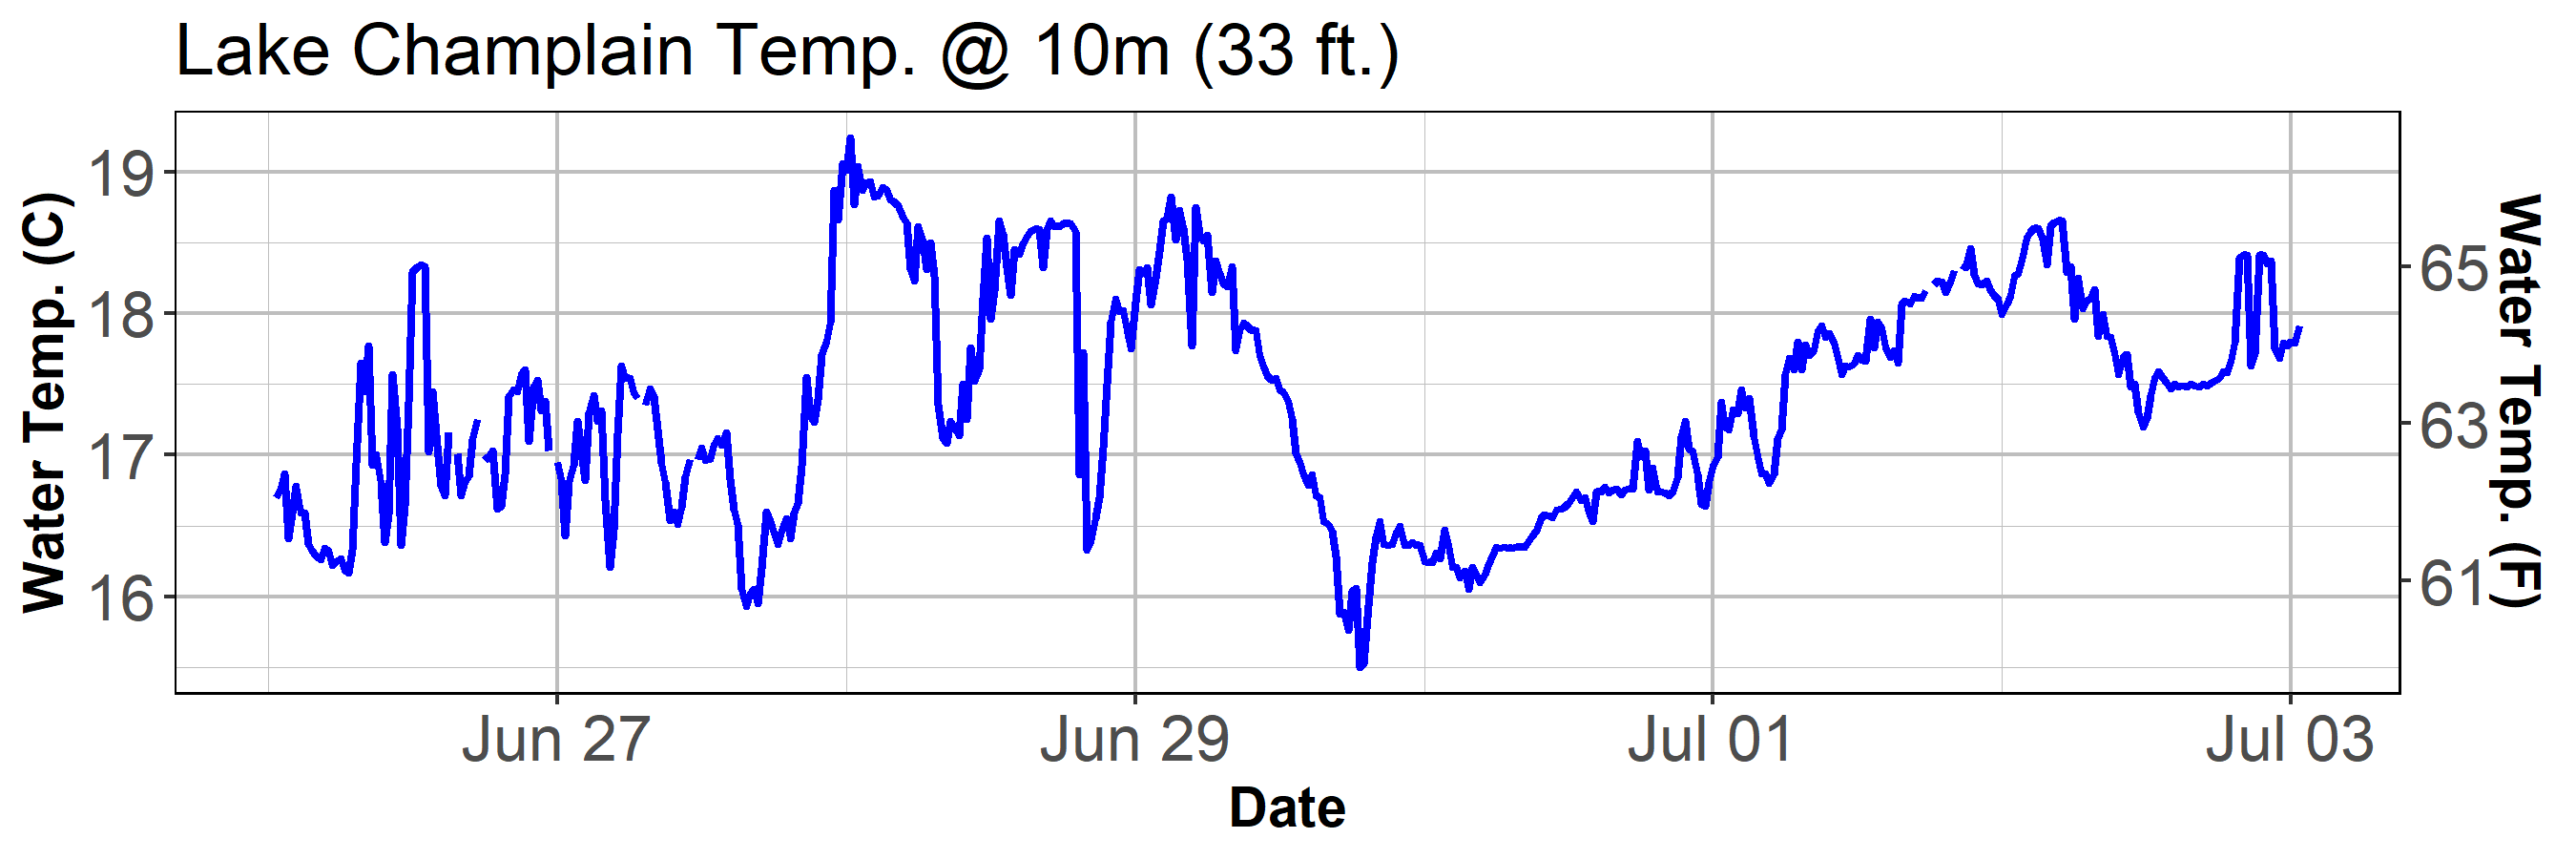 Lake Champlain Temp. @ 10m (33 ft.)
Water Temp. (C)
19
18
17
16
65
63
61
Water Temp. (F)
Jun 27
Jun 29
Jul 01
Jul 03
Date